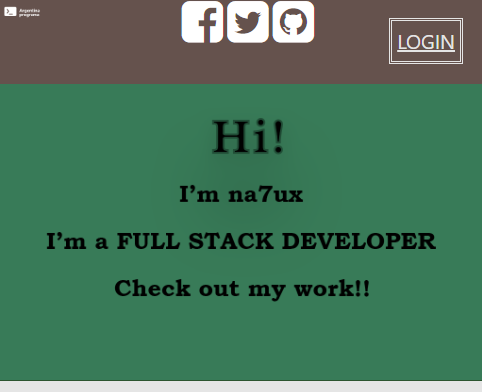 Argentina
programa
LOGIN
Hi!
I'm na7ux
I'm a FULL STACK DEVELOPER
Check out my work!!